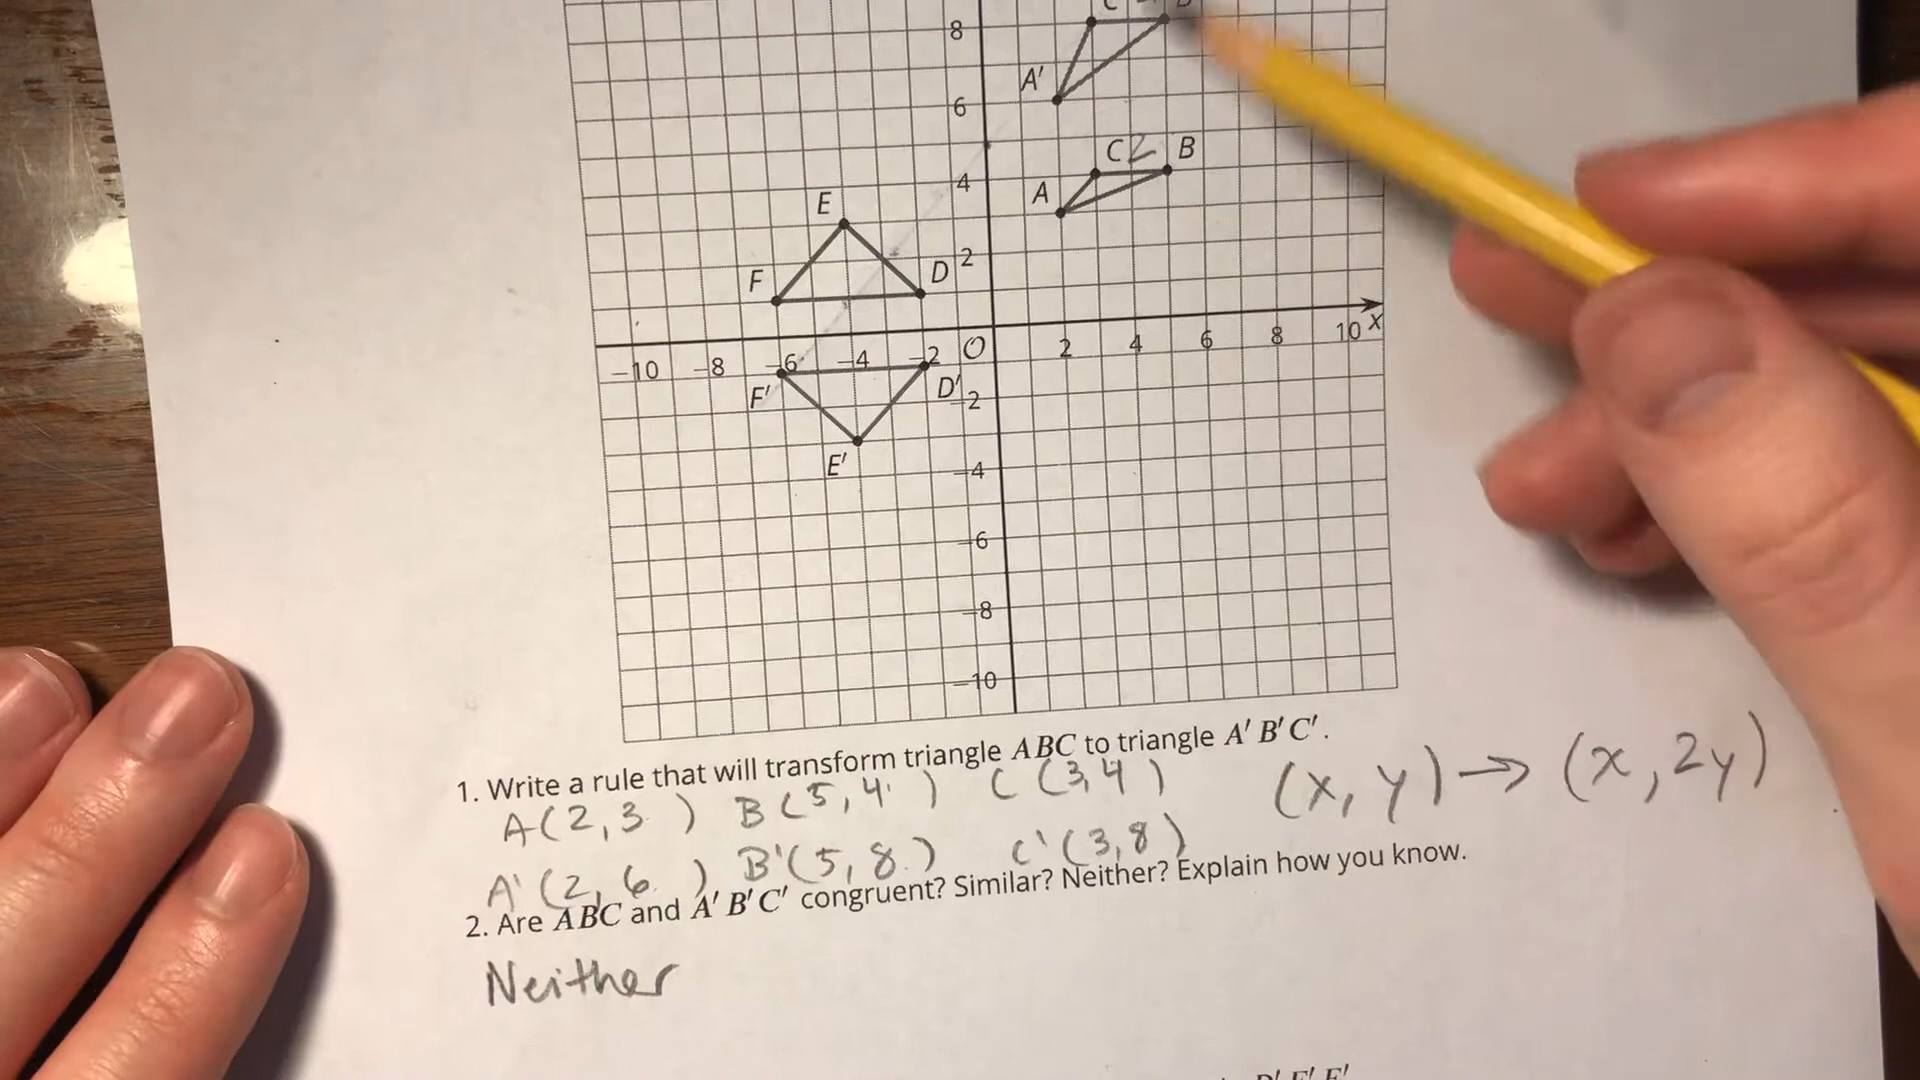 8
A′
6
C 2 B
4
A
E
F
D
2
-10 -8 -6 -4 -2 O 2 4 6 8 10 x
F′
D′
-2
E′
-4
-6
-8
-10
1. Write a rule that will transform triangle ABC to triangle A′ B′ C′.
A(2,3) B(5,4) C(3,4) (x,y)→(x,2y)
A'(2,6) B'(5,8) C'(3,8)
2. Are ABC and A′ B′ C′ congruent? Similar? Neither? Explain how you know.
Neither
D′ E′ F′